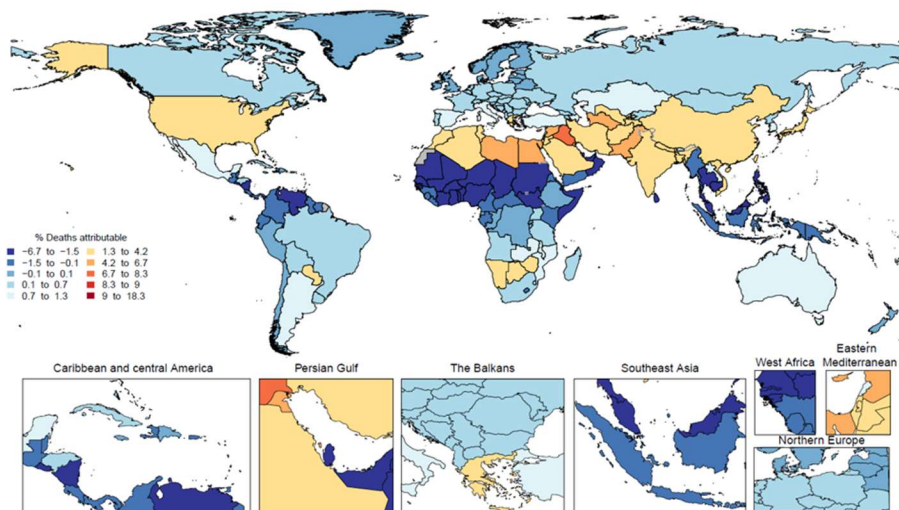 % Deaths attributable
−6.7 to −1.5
−1.5 to −0.1
−0.1 to 0.1
0.1 to 0.7
0.7 to 1.3
1.3 to 4.2
4.2 to 6.7
6.7 to 8.3
8.3 to 9
9 to 18.3
Caribbean and central America
Persian Gulf
The Balkans
Southeast Asia
West Africa
Eastern
Mediterranean
Northern Europe